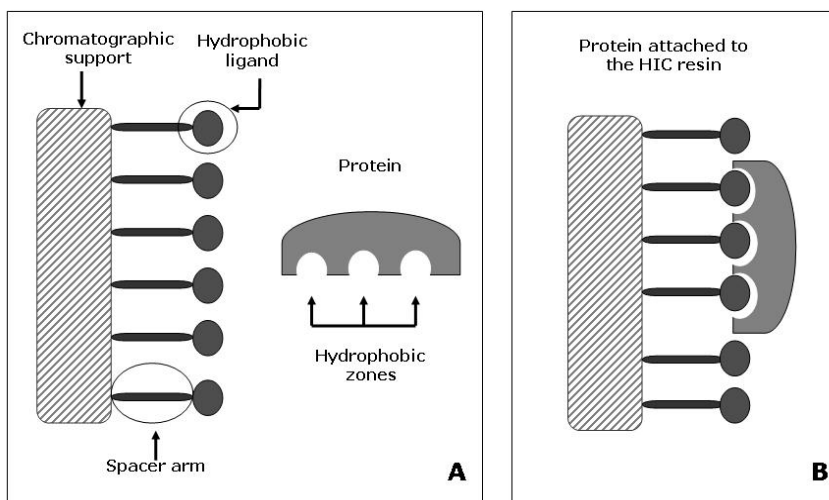 Chromatographic
support
Hydrophobic
ligand
Protein
Hydrophobic
zones
Spacer arm
A
Protein attached to
the HIC resin
B